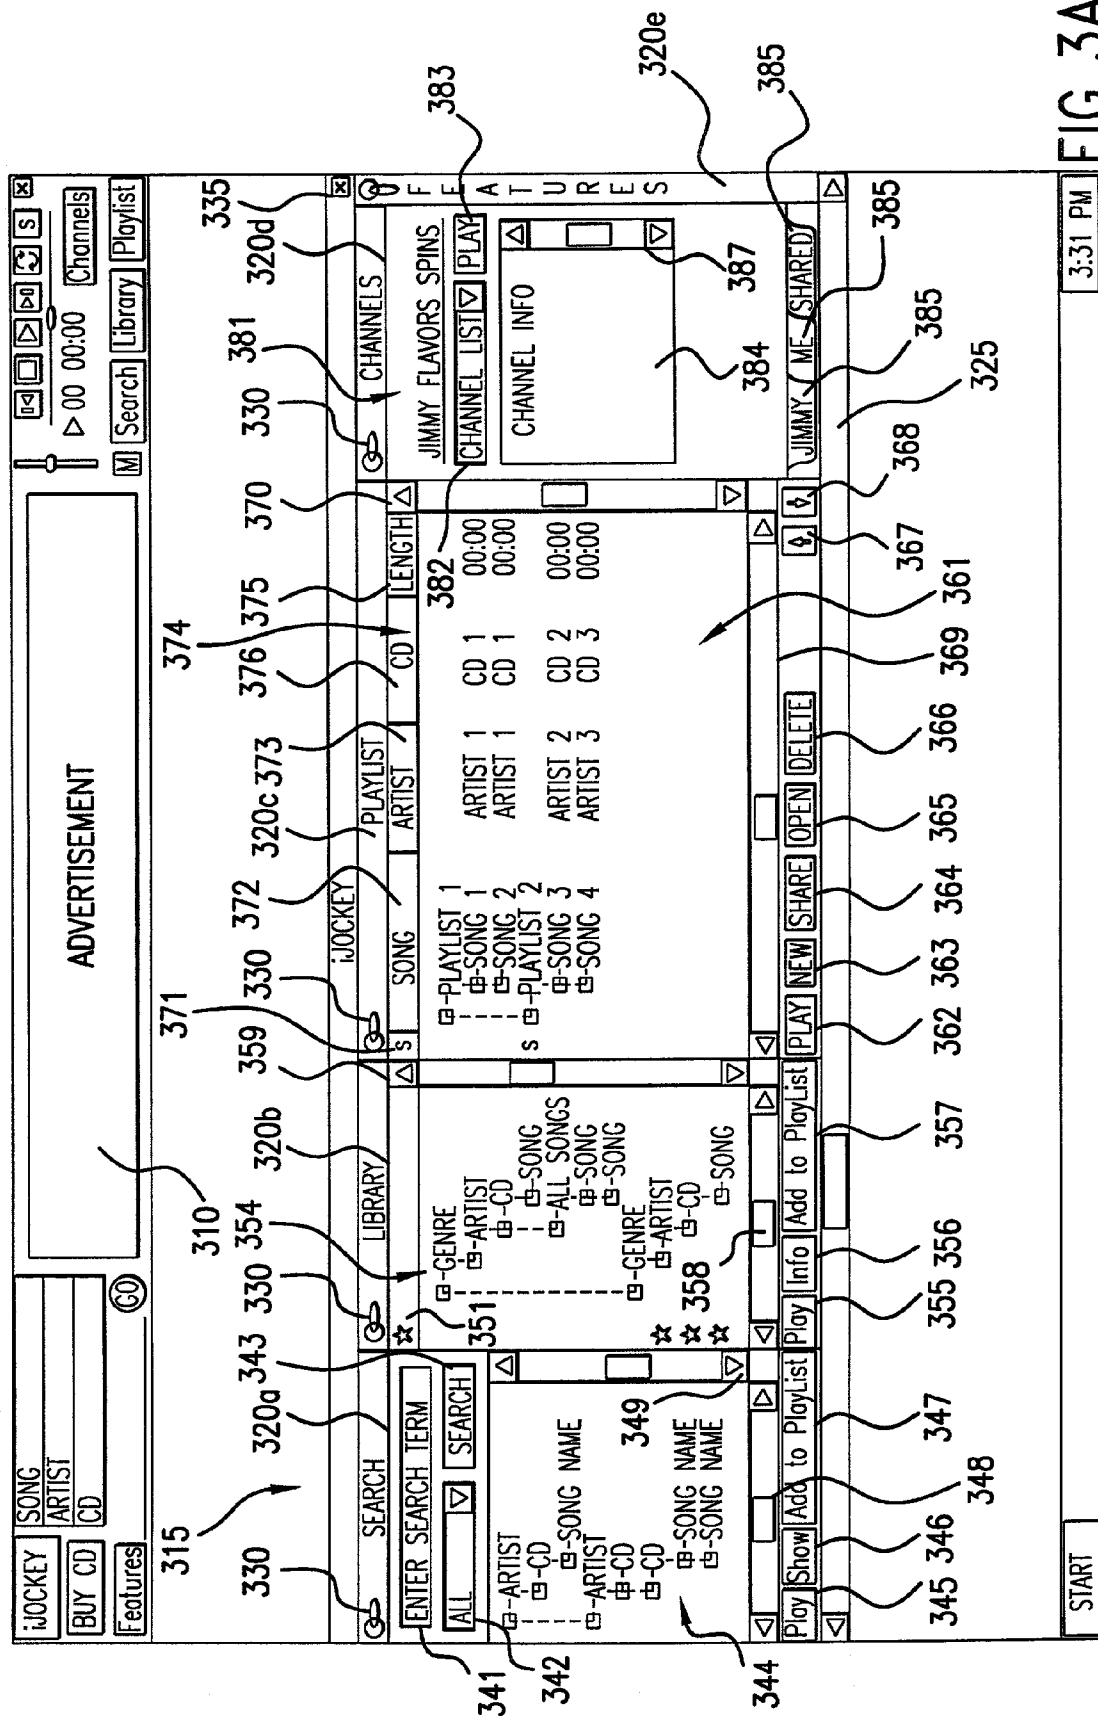 iJOCKEY
BUY CD
Features
SONG
ARTIST
CD
GO
ADVERTISEMENT
M
S
▷00 00:00
Channels
Search
Library
Playlist
310
315
371
374
335
330
320a
343
330
354
320b
359
330
372
320c
373
376
375
370
330
381
320d
iJOCKEY
SEARCH
LIBRARY
PLAYLIST
CHANNELS
341
ENTER SEARCH TERM
342
ALL
SEARCH
344
ARTIST
CD
SONG NAME
ARTIST
CD
CD
SONG NAME
SONG NAME
349
351
GENRE
ARTIST
CD
SONG
ALL SONGS
SONG
SONG
GENRE
ARTIST
CD
SONG
358
S
SONG
ARTIST
CD
LENGTH
PLAYLIST 1
SONG 1 ARTIST 1 CD 1 00:00
SONG 2 ARTIST 1 CD 1 00:00
S PLAYLIST 2
SONG 3 ARTIST 2 CD 2 00:00
SONG 4 ARTIST 3 CD 3 00:00
JIMMY FLAVORS SPINS
382
CHANNEL LIST
PLAY
383
CHANNEL INFO
384
387
FEATURES
320e
JIMMY
ME
SHARED
385
385
385
Play
Show
Add to PlayList
Play
Info
Add to PlayList
PLAY
NEW
SHARE
OPEN
DELETE
345
346
347
348
355
356
357
362
363
364
365
366
369
361
367
368
325
START
3:31 PM
FIG. 3A